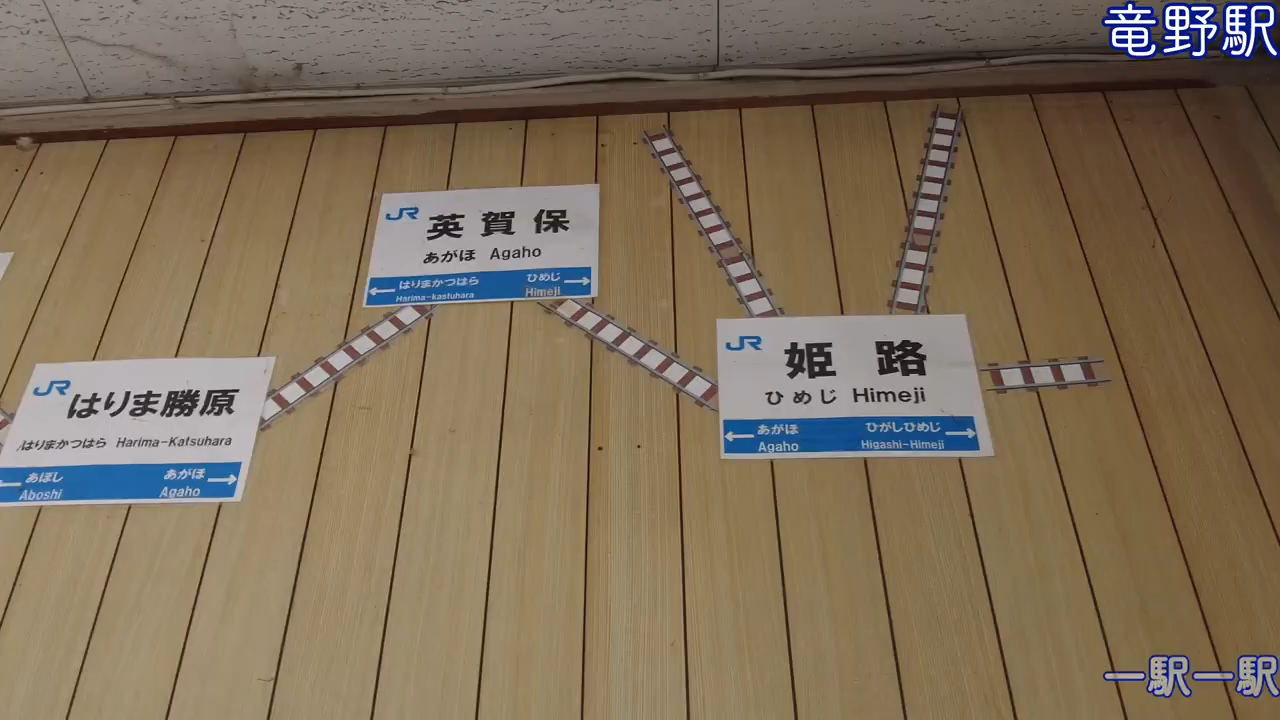 竜野駅
JR 英賀保
あがほ Agaho
はりまかつはら ひめじ
Harima-kastuhara Himeji
JR 姫路
ひめじ Himeji
あがほ ひがしひめじ
Agaho Higashi-Himeji
JR はりま勝原
はりまかつはら Harima-Katsuhara
あぼし あがほ
Aboshi Agaho
一駅一駅